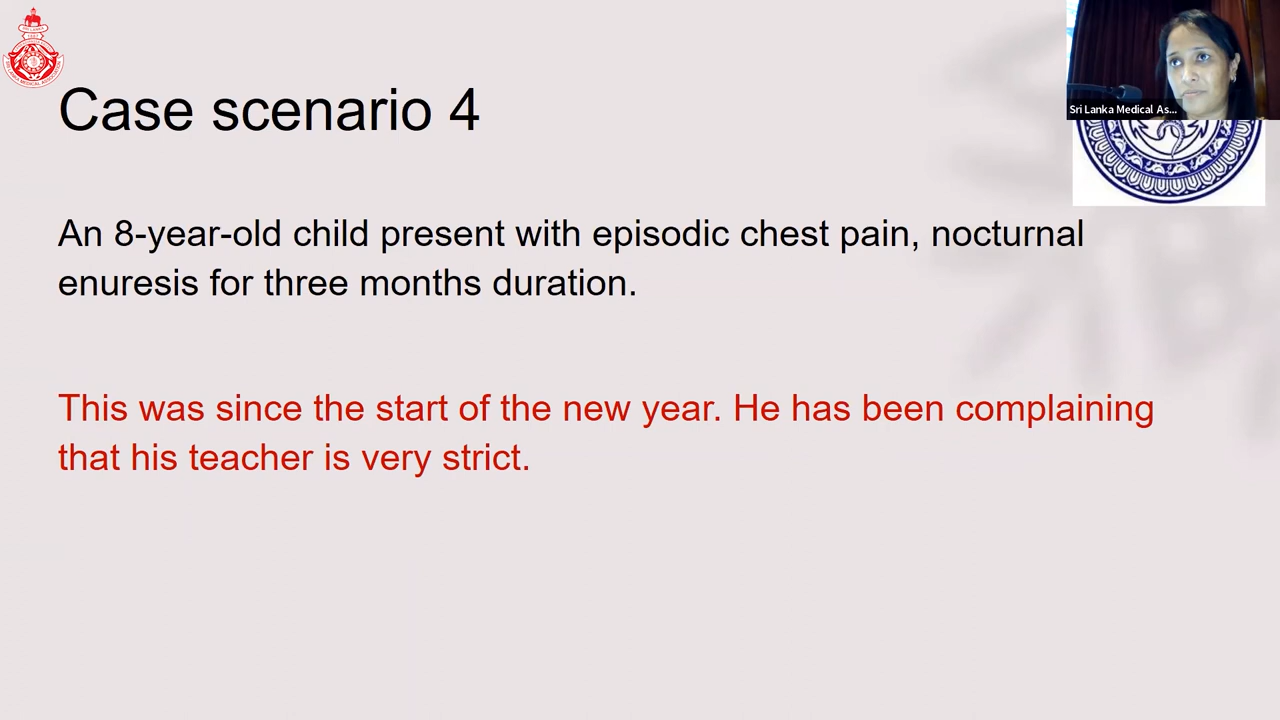 Case scenario 4
Sri Lanka Medical As...
An 8-year-old child present with episodic chest pain, nocturnal
enuresis for three months duration.
This was since the start of the new year. He has been complaining
that his teacher is very strict.